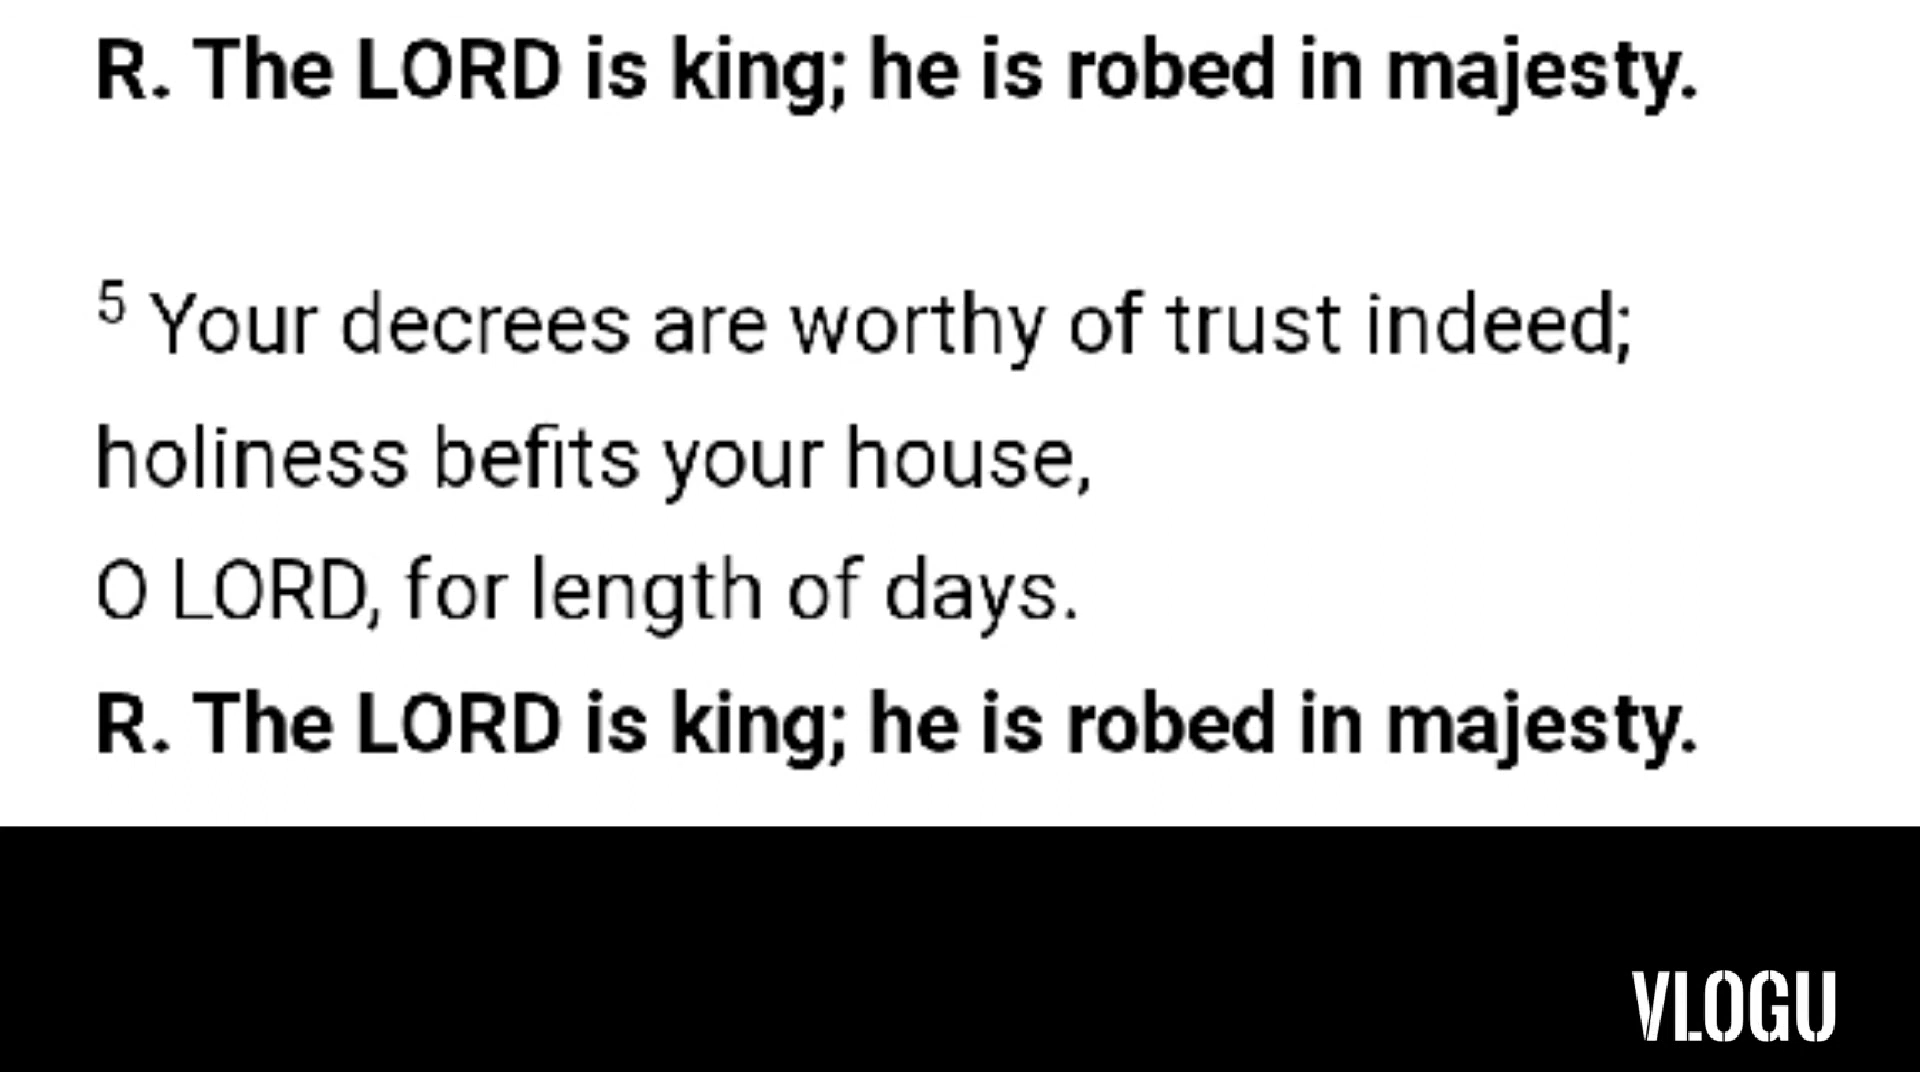 R. The LORD is king; he is robed in majesty.
5 Your decrees are worthy of trust indeed;
holiness befits your house,
O LORD, for length of days.
R. The LORD is king; he is robed in majesty.
VLOGU